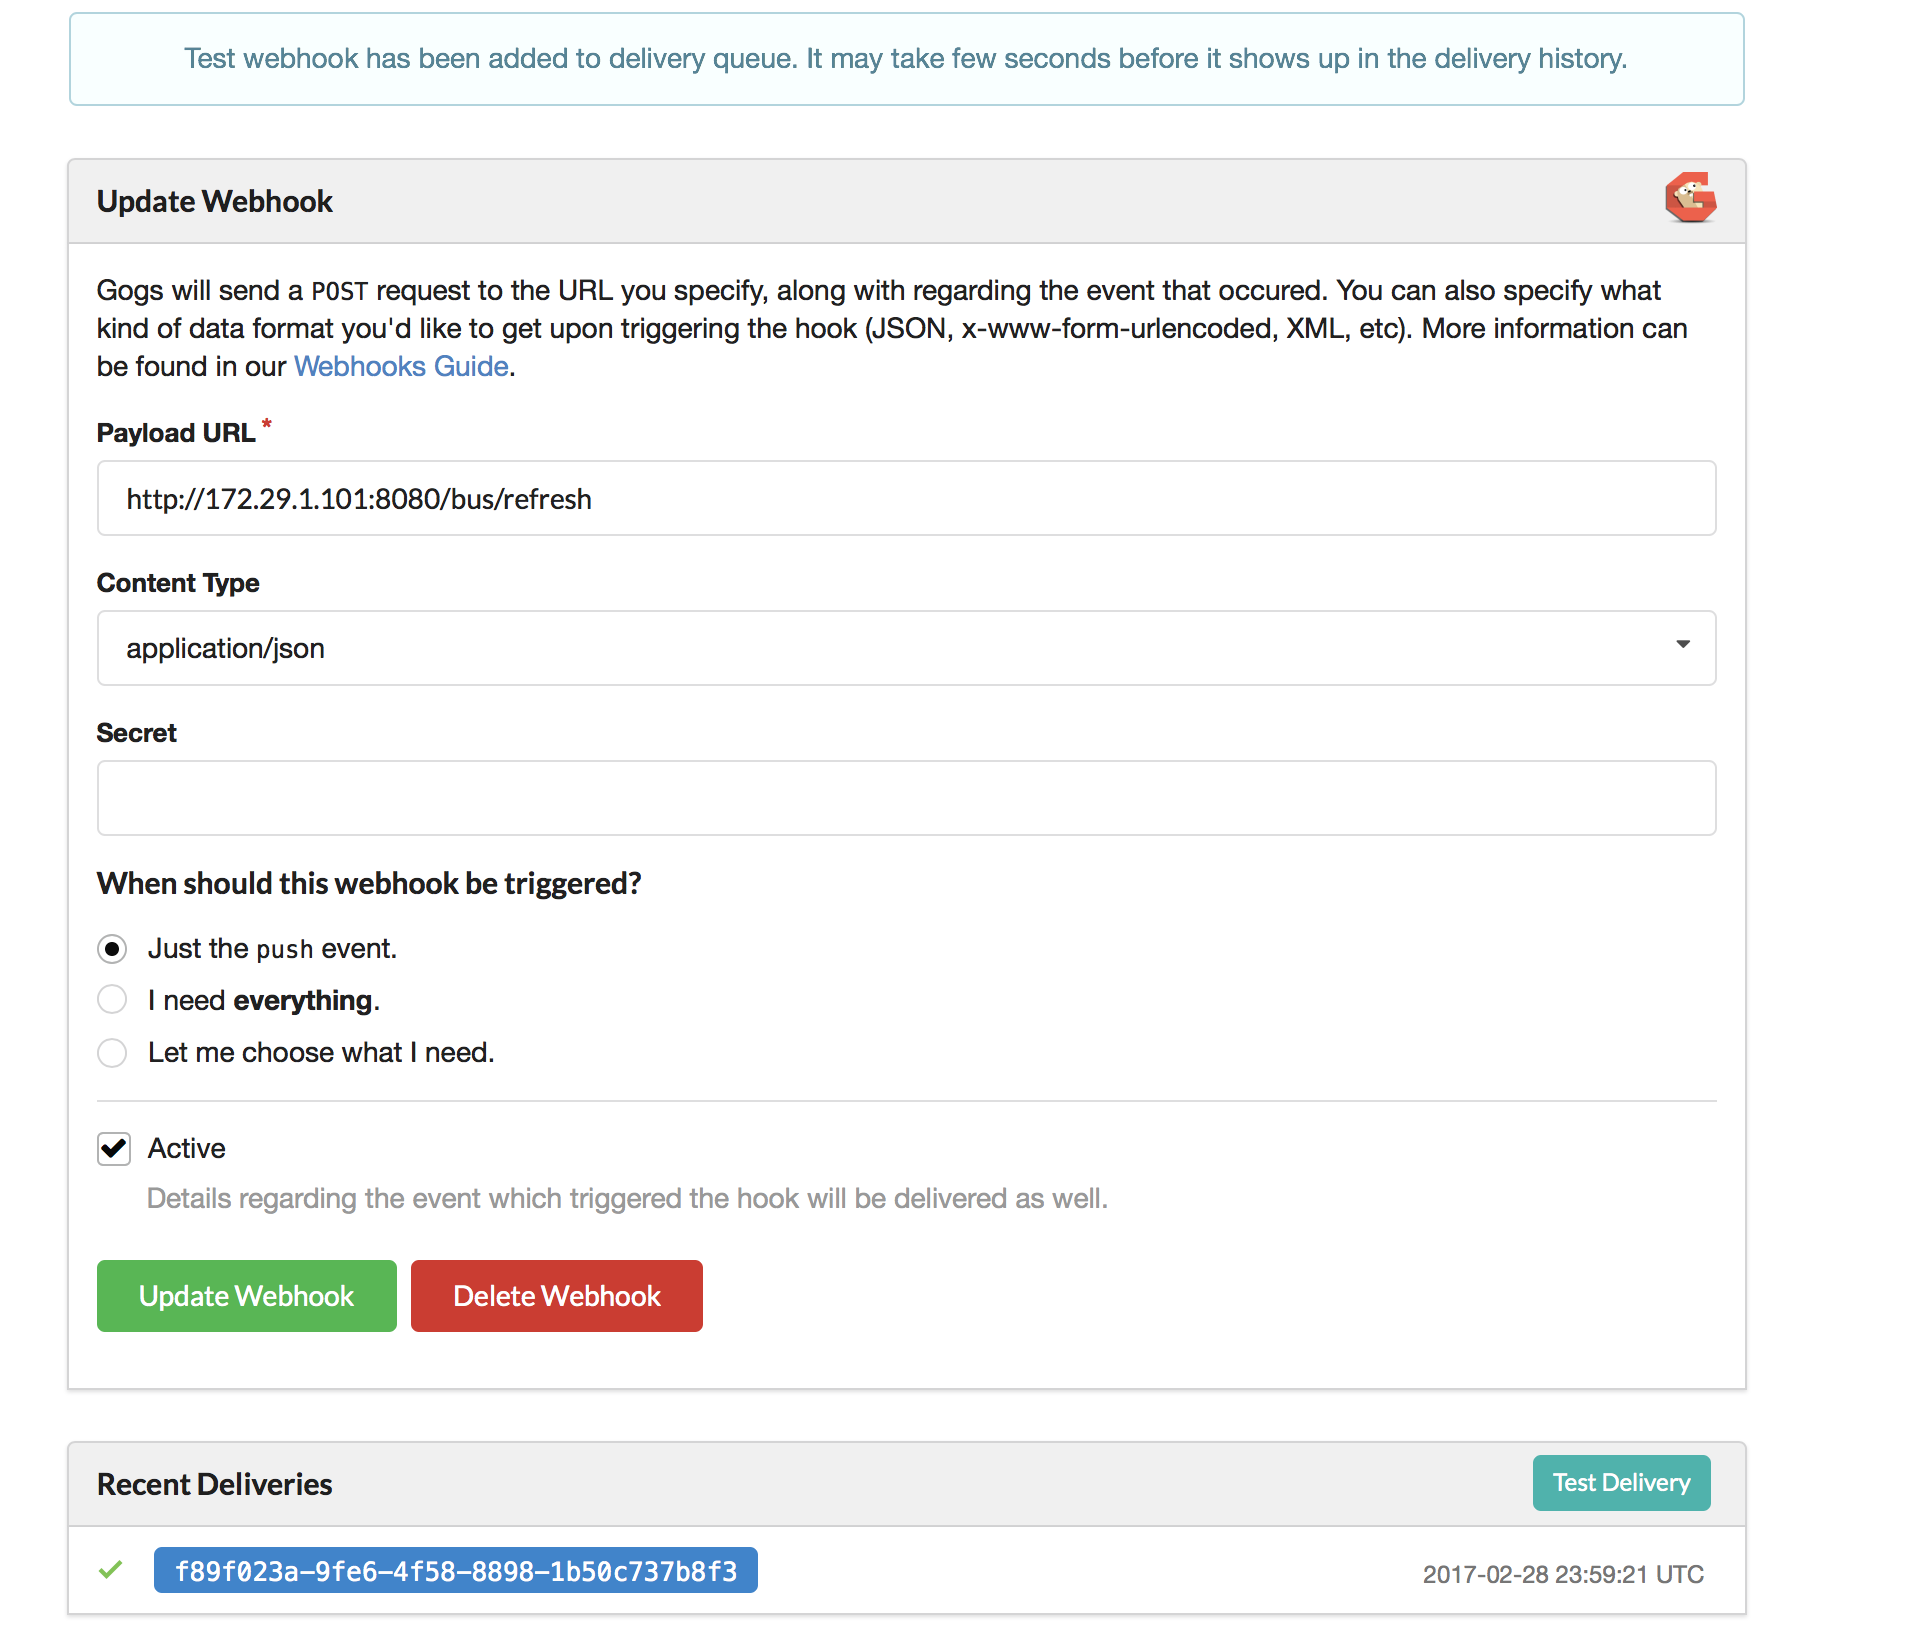 Test webhook has been added to delivery queue. It may take few seconds before it shows up in the delivery history.
Update Webhook
Gogs will send a POST request to the URL you specify, along with regarding the event that occured. You can also specify what
kind of data format you'd like to get upon triggering the hook (JSON, x-www-form-urlencoded, XML, etc). More information can
be found in our Webhooks Guide.
Payload URL *
http://172.29.1.101:8080/bus/refresh
Content Type
application/json
Secret
When should this webhook be triggered?
Just the push event.
I need everything.
Let me choose what I need.
Active
Details regarding the event which triggered the hook will be delivered as well.
Update Webhook Delete Webhook
Recent Deliveries Test Delivery
f89f023a-9fe6-4f58-8898-1b50c737b8f3 2017-02-28 23:59:21 UTC